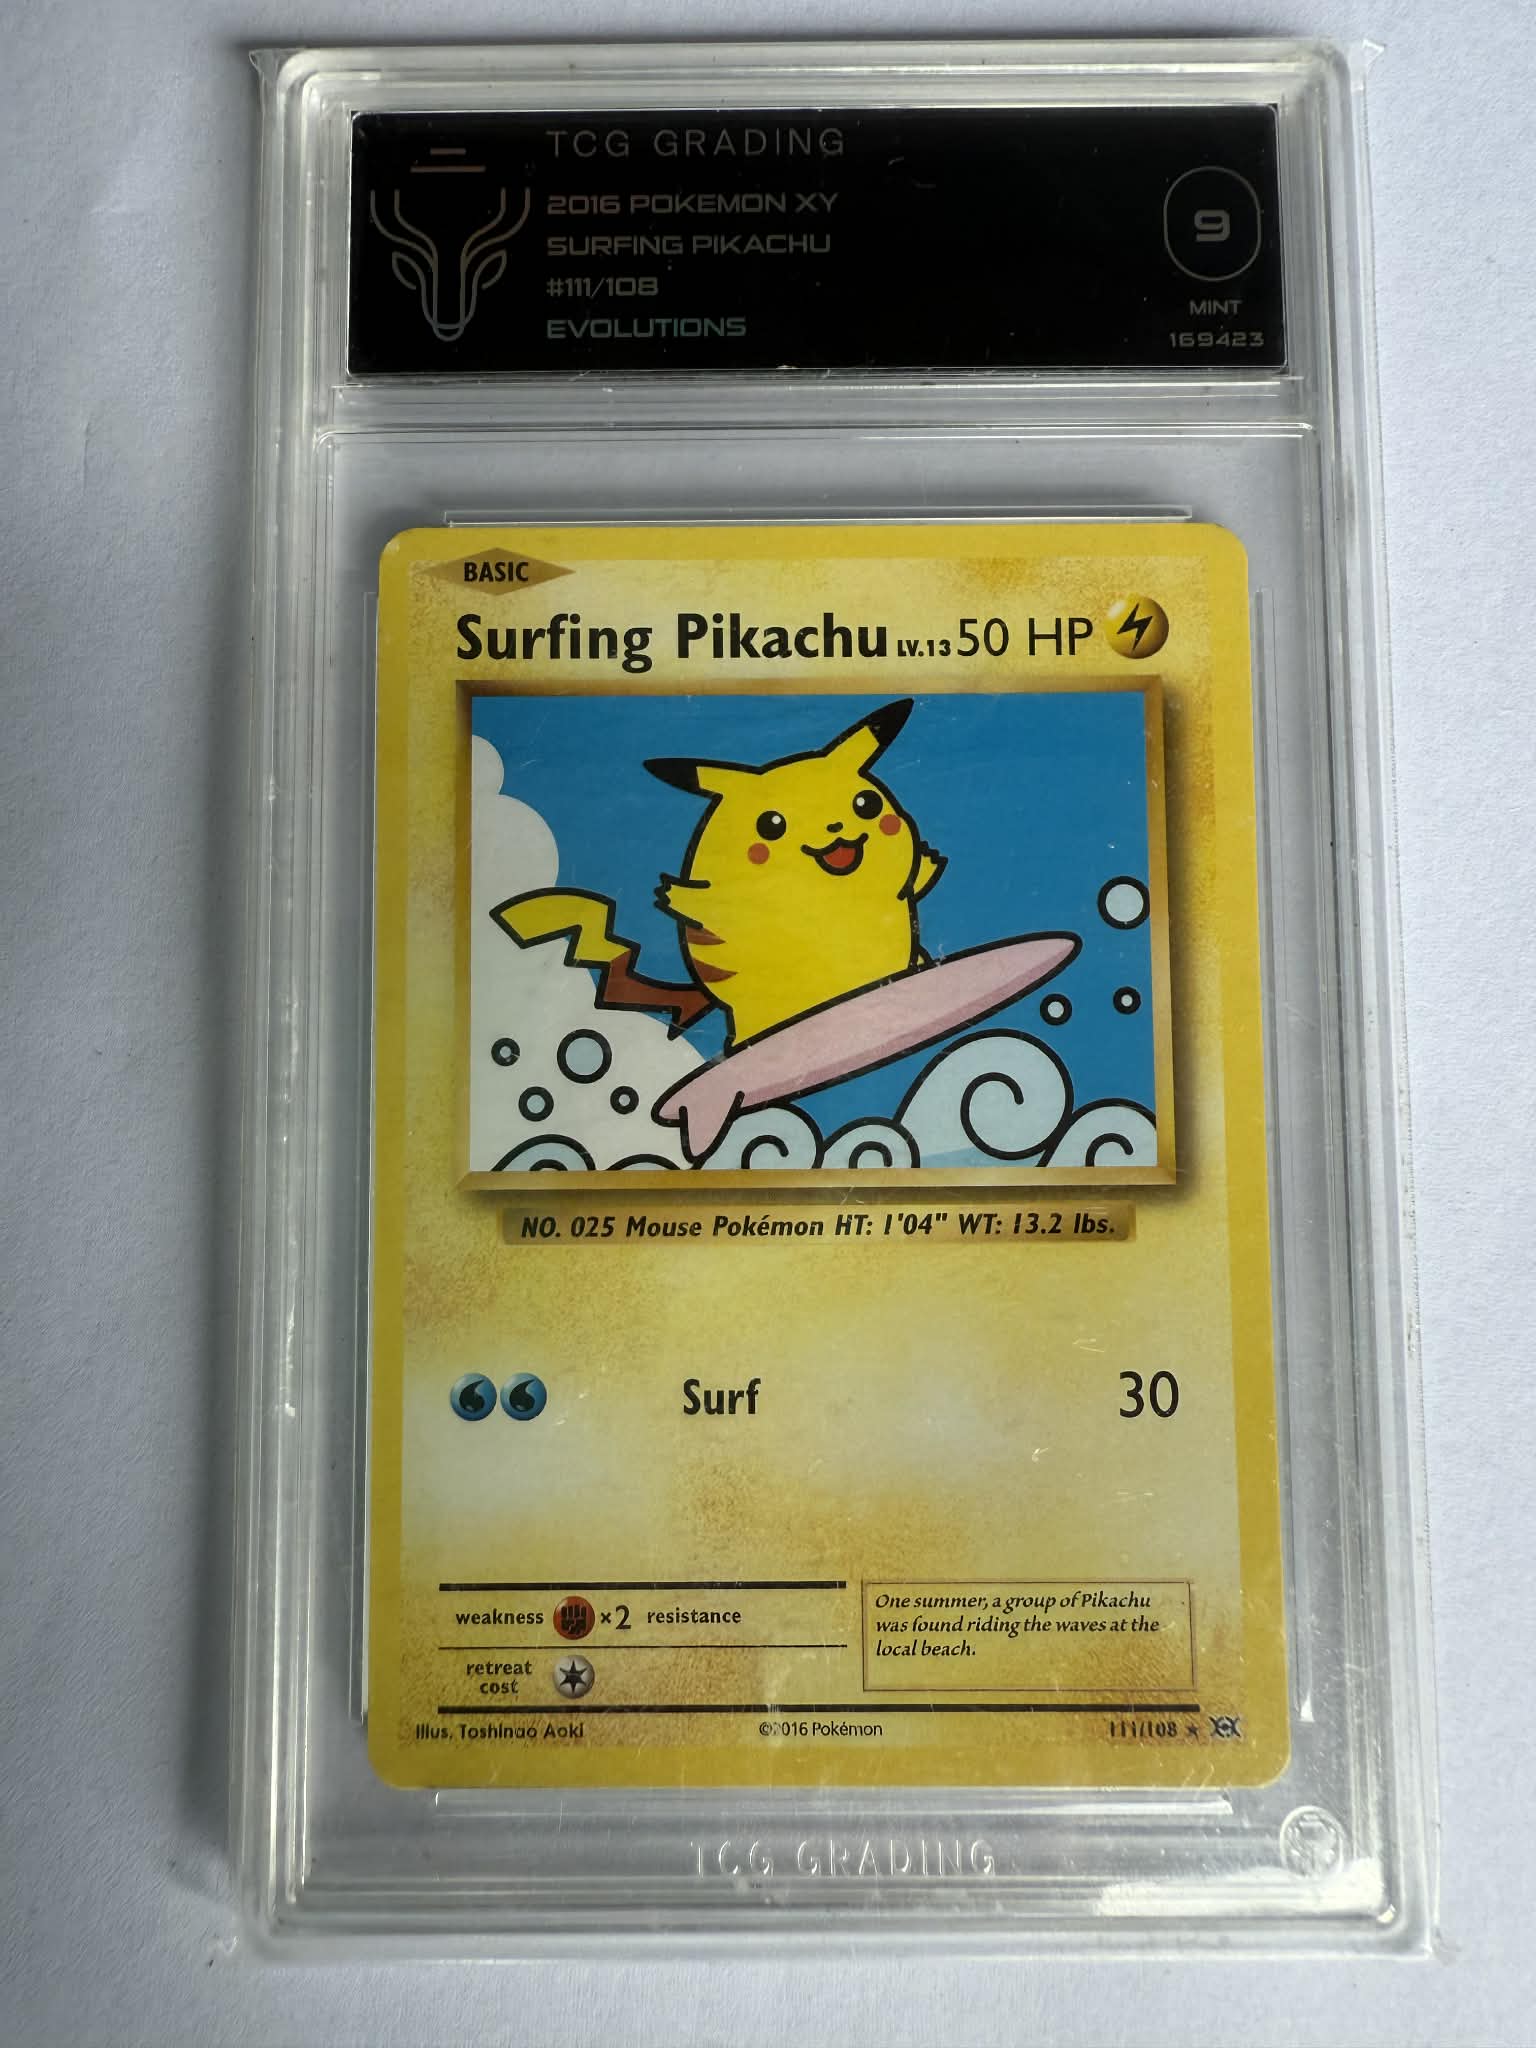 TCG GRADING
2016 POKEMON XY
SURFING PIKACHU
#111/108
EVOLUTIONS
9
MINT
169423
BASIC
Surfing Pikachu LV.13 50 HP
NO. 025 Mouse Pokémon HT: 1'04" WT: 13.2 lbs.
Surf 30
weakness ×2 resistance
retreat
cost
One summer, a group of Pikachu
was found riding the waves at the
local beach.
Illus. Toshinao Aoki ©2016 Pokémon 111/108 ★
TCG GRADING